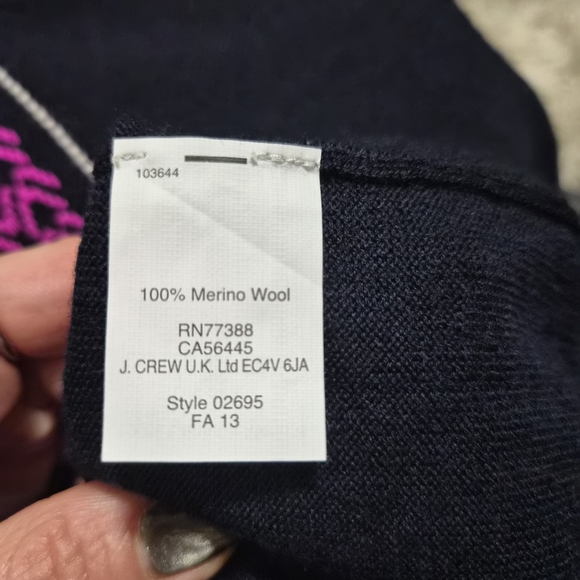 103644
100% Merino Wool
RN77388
CA56445
J. CREW U.K. Ltd EC4V 6JA
Style 02695
FA 13